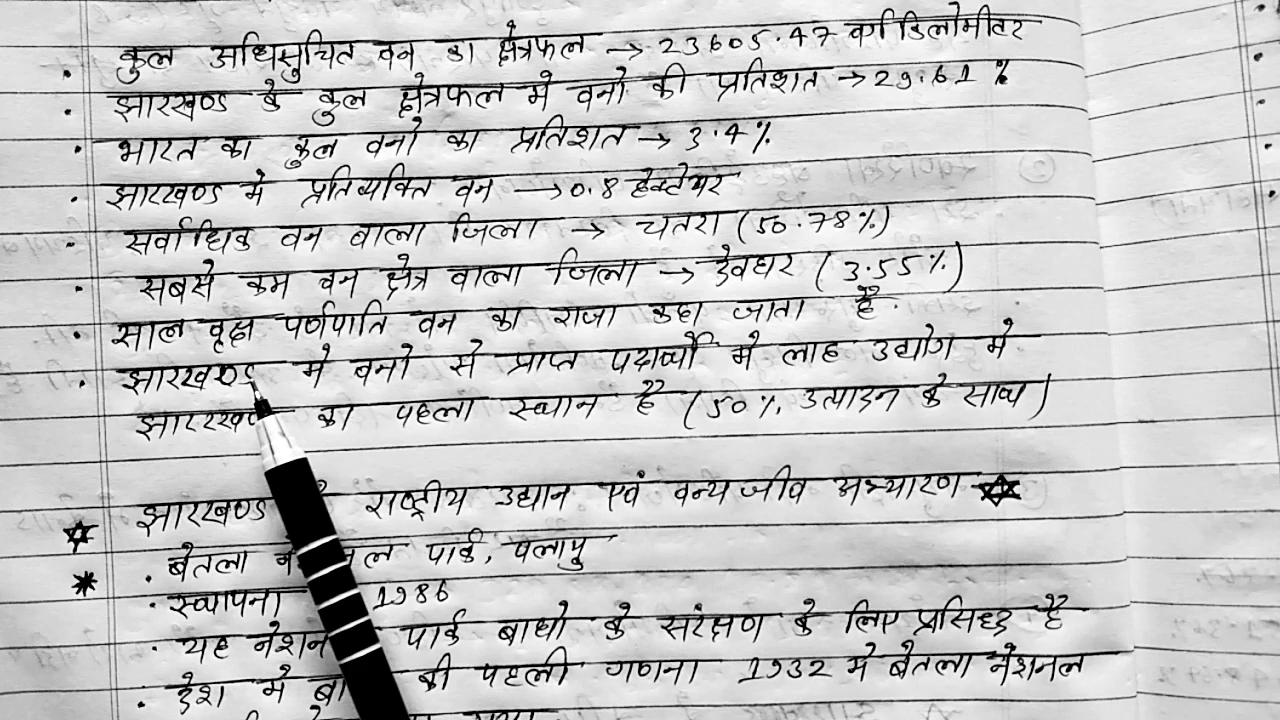 कुल अधिसुचित वन का क्षेत्रफल → 23605.47 वर्ग किलोमीटर
झारखण्ड के कुल क्षेत्रफल मे वनो की प्रतिशत → 29.61 %
भारत का कुल वनो का प्रतिशत → 3.4%
झारखण्ड मे प्रतिव्यक्ति वन → 0.8 हेक्टेयर
सर्वाधिक वन वाला जिला → चतरा (50.78%)
सबसे कम वन क्षेत्र वाला जिला → देवघर (3.55%)
साल वृक्ष पर्णपाति वन का राजा कहा जाता है.
झारखण्ड मे वनो से प्राप्त पदार्थो मे लाह उद्योग मे
झारखण्ड का पहला स्थान है (50% उत्पादन के साथ)
झारखण्ड राष्ट्रीय उद्यान एवं वन्यजीव अभ्यारण
बेतला पार्क, पलामु
स्थापना 1986
यह नेशन पार्क बाघो के संरक्षण के लिए प्रसिद्ध है
देश मे की पहली गणना 1932 मे बेतला नेशनल